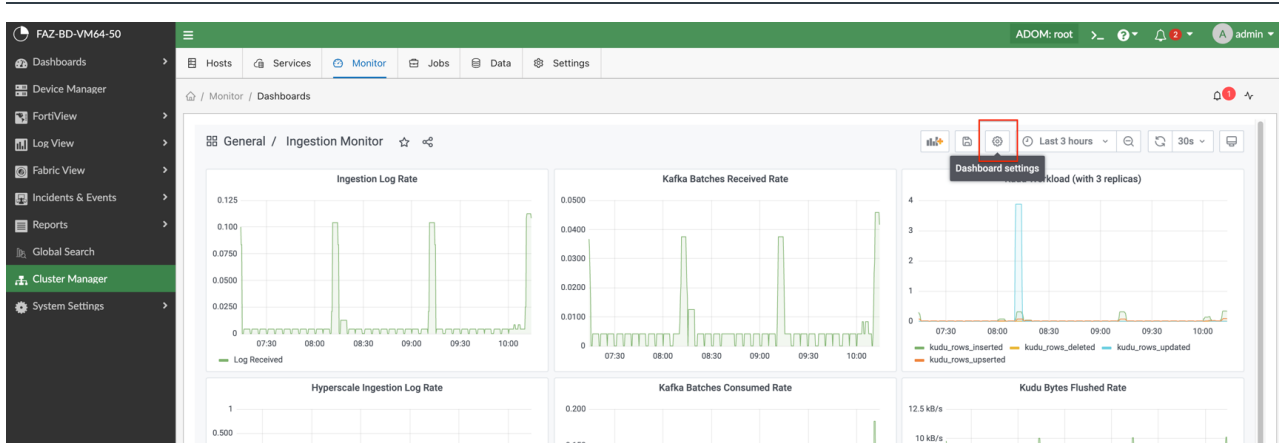 FAZ-BD-VM64-50
ADOM: root >_ 2 A admin
Dashboards
Device Manager
FortiView
Log View
Fabric View
Incidents & Events
Reports
Global Search
Cluster Manager
System Settings
Hosts Services Monitor Jobs Data Settings
/ Monitor / Dashboards 1
General / Ingestion Monitor Last 3 hours 30s
Dashboard settings
Ingestion Log Rate
0.125
0.100
0.0750
0.0500
0.0250
0
07:30 08:00 08:30 09:00 09:30 10:00
Log Received
Kafka Batches Received Rate
0.0500
0.0400
0.0300
0.0200
0.0100
0
07:30 08:00 08:30 09:00 09:30 10:00
Workload (with 3 replicas)
4
3
2
1
0
07:30 08:00 08:30 09:00 09:30 10:00
kudu_rows_inserted kudu_rows_deleted kudu_rows_updated
kudu_rows_upserted
Hyperscale Ingestion Log Rate
1
0.500
Kafka Batches Consumed Rate
0.200
Kudu Bytes Flushed Rate
12.5 kB/s
10 kB/s